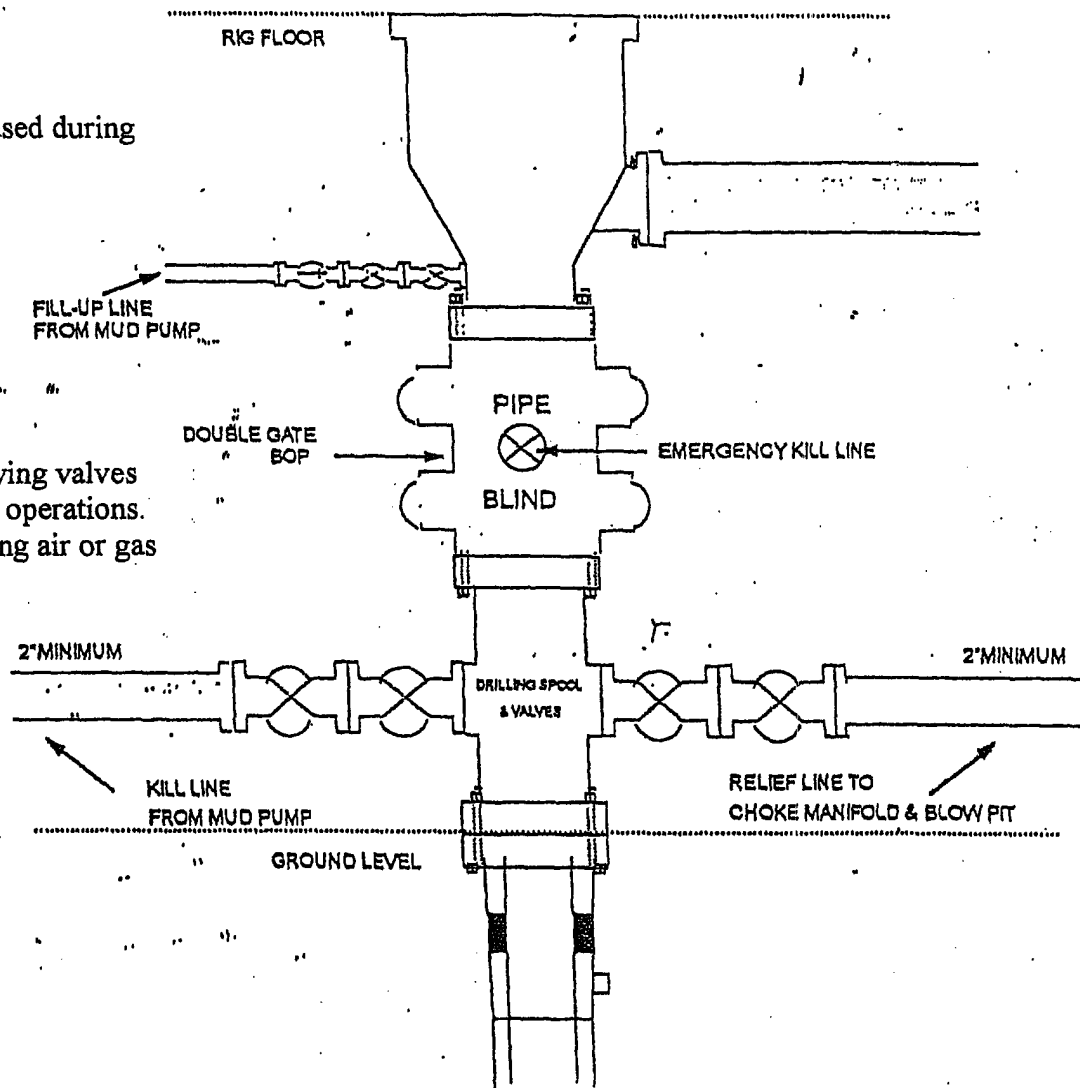 RIG FLOOR
sed during
FILL-UP LINE
FROM MUD PUMP
PIPE
DOUBLE GATE
BOP
EMERGENCY KILL LINE
BLIND
ying valves
operations.
ng air or gas
2" MINIMUM
2" MINIMUM
DRILLING SPOOL
& VALVES
KILL LINE
FROM MUD PUMP
RELIEF LINE TO
CHOKE MANIFOLD & BLOW PIT
GROUND LEVEL